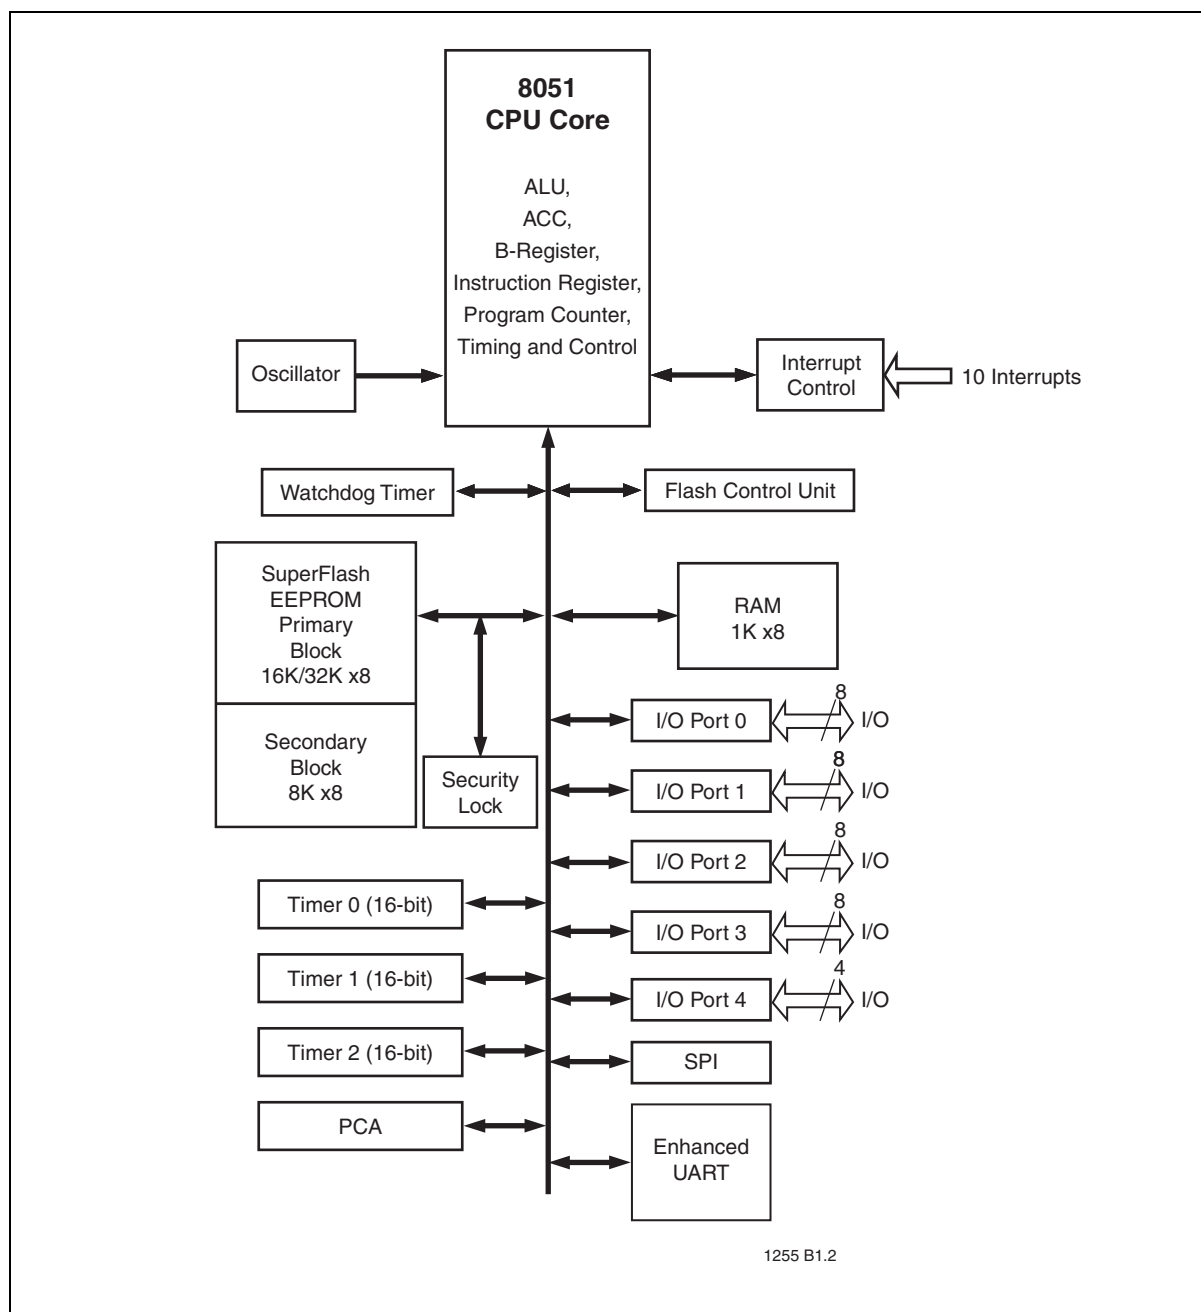 8051
CPU Core
ALU,
ACC,
B-Register,
Instruction Register,
Program Counter,
Timing and Control
Oscillator
Interrupt
Control
10 Interrupts
Watchdog Timer
Flash Control Unit
SuperFlash
EEPROM
Primary
Block
16K/32K x8
RAM
1K x8
Secondary
Block
8K x8
Security
Lock
I/O Port 0
8
I/O
I/O Port 1
8
I/O
I/O Port 2
8
I/O
I/O Port 3
8
I/O
I/O Port 4
4
I/O
Timer 0 (16-bit)
Timer 1 (16-bit)
Timer 2 (16-bit)
PCA
SPI
Enhanced
UART
1255 B1.2